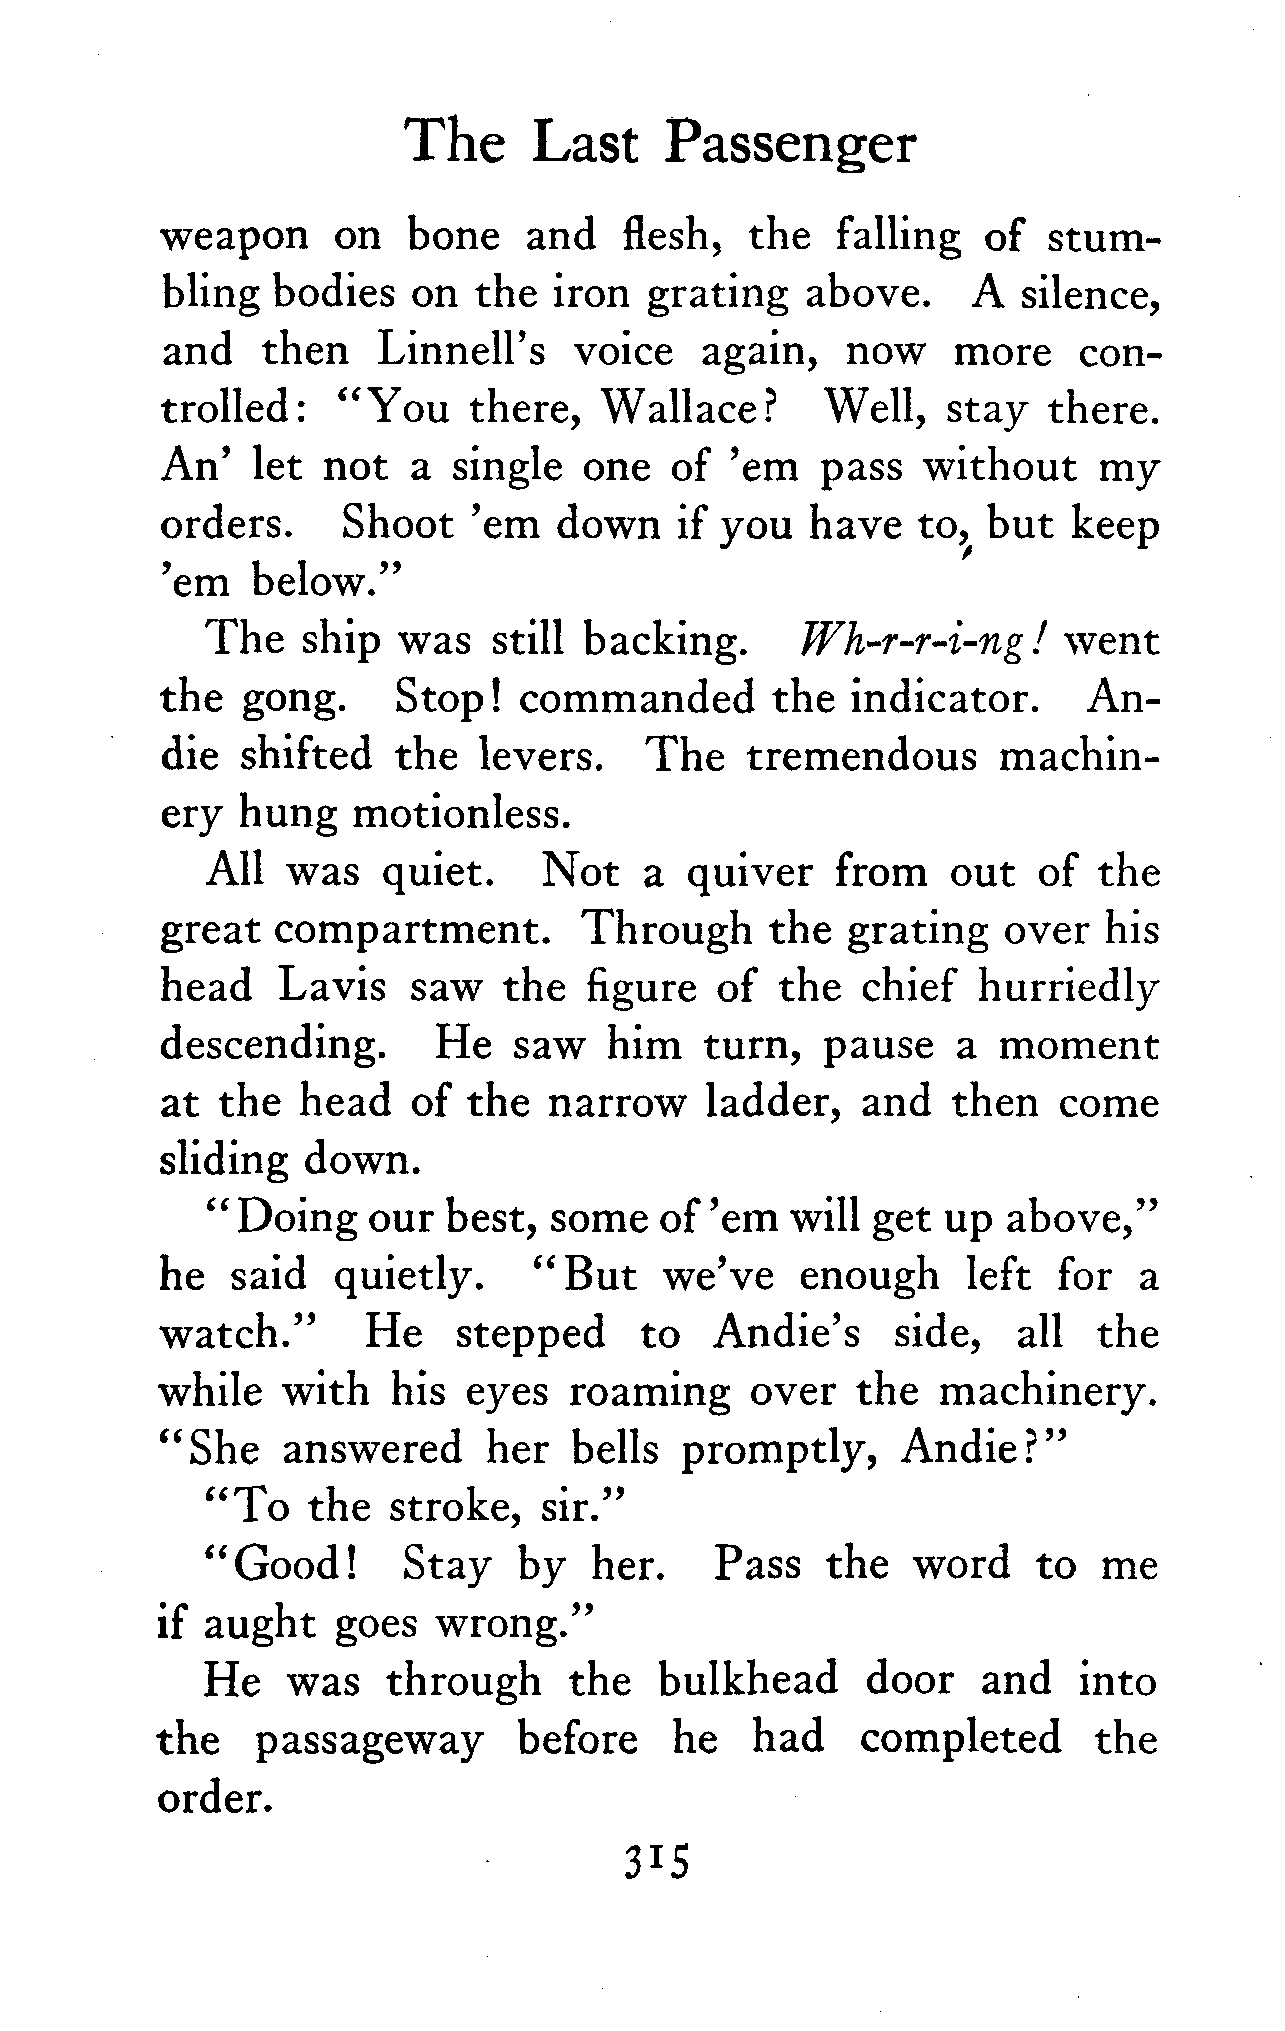 The Last Passenger
weapon on bone and flesh, the falling of stum-
bling bodies on the iron grating above. A silence,
and then Linnell's voice again, now more con-
trolled: "You there, Wallace? Well, stay there.
An' let not a single one of 'em pass without my
orders. Shoot 'em down if you have to, but keep
'em below."
The ship was still backing. Wh-r-r-i-ng! went
the gong. Stop! commanded the indicator. An-
die shifted the levers. The tremendous machin-
ery hung motionless.
All was quiet. Not a quiver from out of the
great compartment. Through the grating over his
head Lavis saw the figure of the chief hurriedly
descending. He saw him turn, pause a moment
at the head of the narrow ladder, and then come
sliding down.
"Doing our best, some of 'em will get up above,"
he said quietly. "But we've enough left for a
watch." He stepped to Andie's side, all the
while with his eyes roaming over the machinery.
"She answered her bells promptly, Andie?"
"To the stroke, sir."
"Good! Stay by her. Pass the word to me
if aught goes wrong."
He was through the bulkhead door and into
the passageway before he had completed the
order.
315